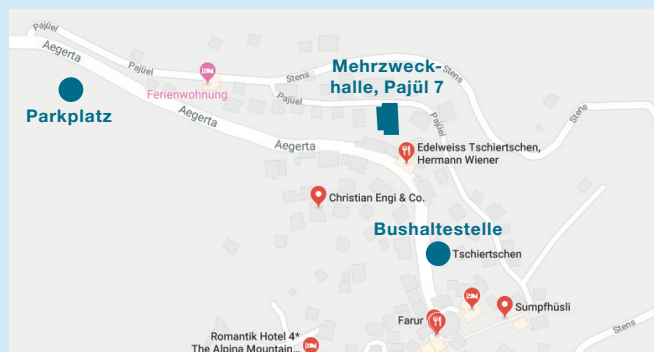 Pajüel
Aegerta
Pajüel
Stens
Mehrzweck-
halle, Pajül 7
Stens
Ferienwohnung
Pajüel
Parkplatz
Aegerta
Pajüel
Aegerta
Edelweiss Tschiertschen,
Hermann Wiener
Christian Engi & Co.
Bushaltestelle
Tschiertschen
Sumpfhüsli
Farur
Stens
Romantik Hotel 4*
The Alpina Mountain...